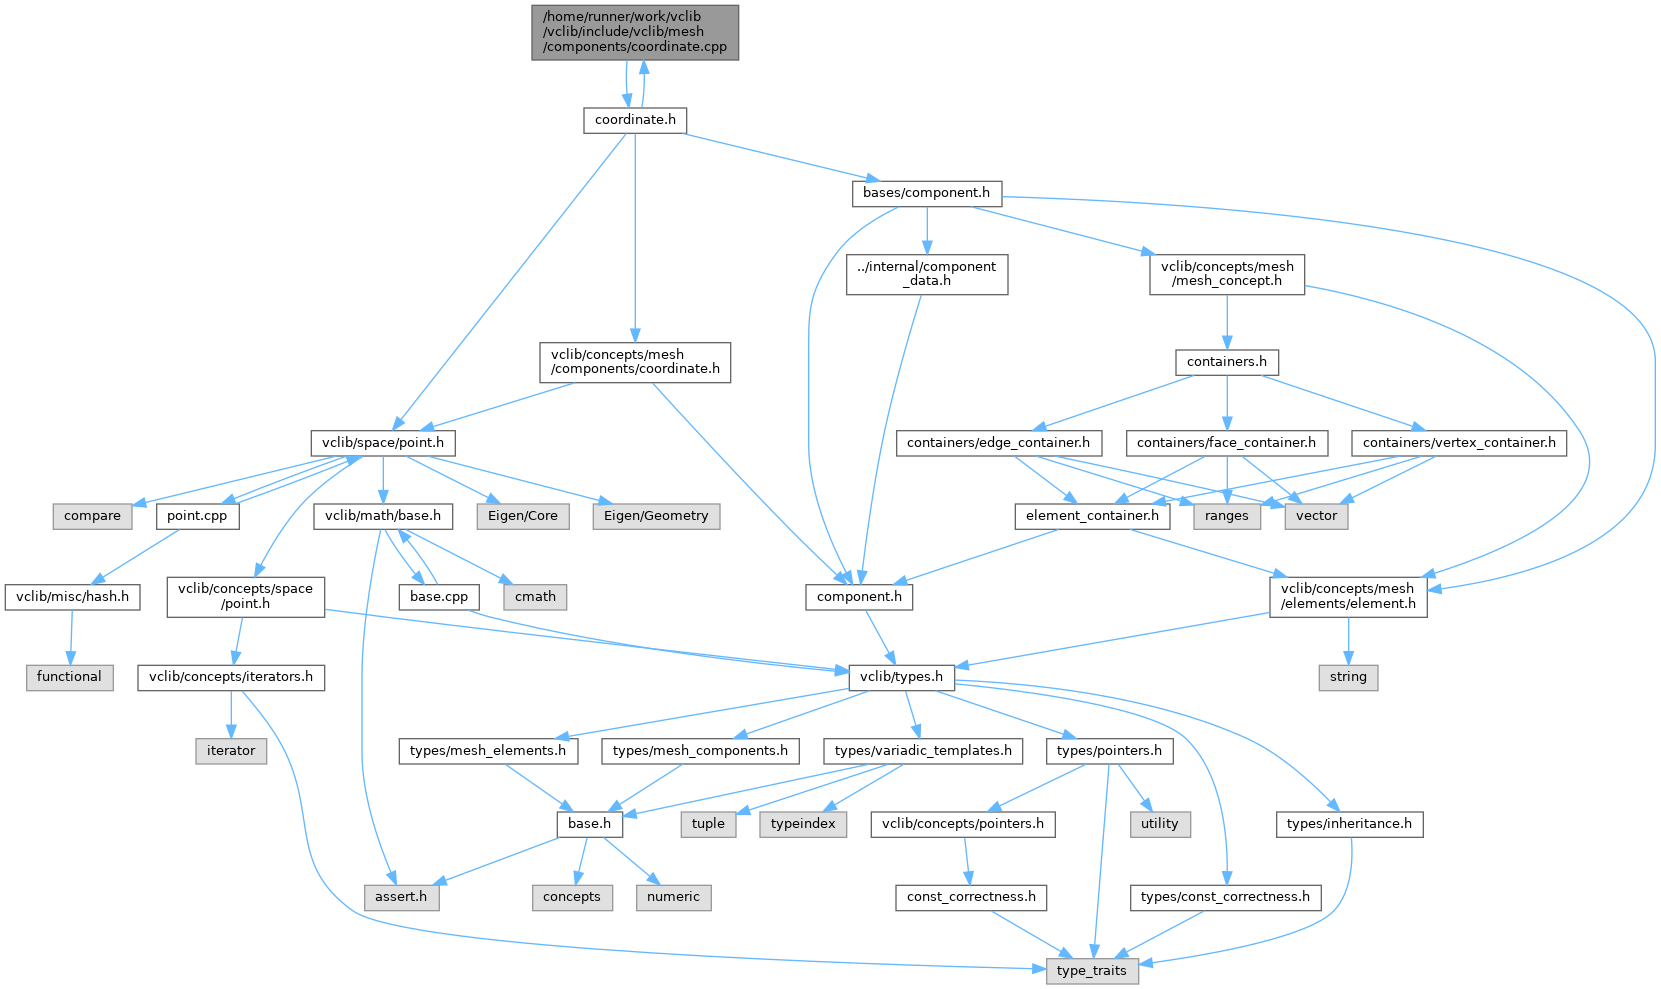 /home/runner/work/vclib
/vclib/include/vclib/mesh
/components/coordinate.cpp
coordinate.h
bases/component.h
../internal/component
_data.h
vclib/concepts/mesh
/mesh_concept.h
vclib/concepts/mesh
/components/coordinate.h
containers.h
vclib/space/point.h
containers/edge_container.h
containers/face_container.h
containers/vertex_container.h
compare
point.cpp
vclib/math/base.h
Eigen/Core
Eigen/Geometry
element_container.h
ranges
vector
vclib/misc/hash.h
vclib/concepts/space
/point.h
base.cpp
cmath
component.h
vclib/concepts/mesh
/elements/element.h
functional
vclib/concepts/iterators.h
vclib/types.h
string
iterator
types/mesh_elements.h
types/mesh_components.h
types/variadic_templates.h
types/pointers.h
base.h
tuple
typeindex
vclib/concepts/pointers.h
utility
types/inheritance.h
assert.h
concepts
numeric
const_correctness.h
types/const_correctness.h
type_traits